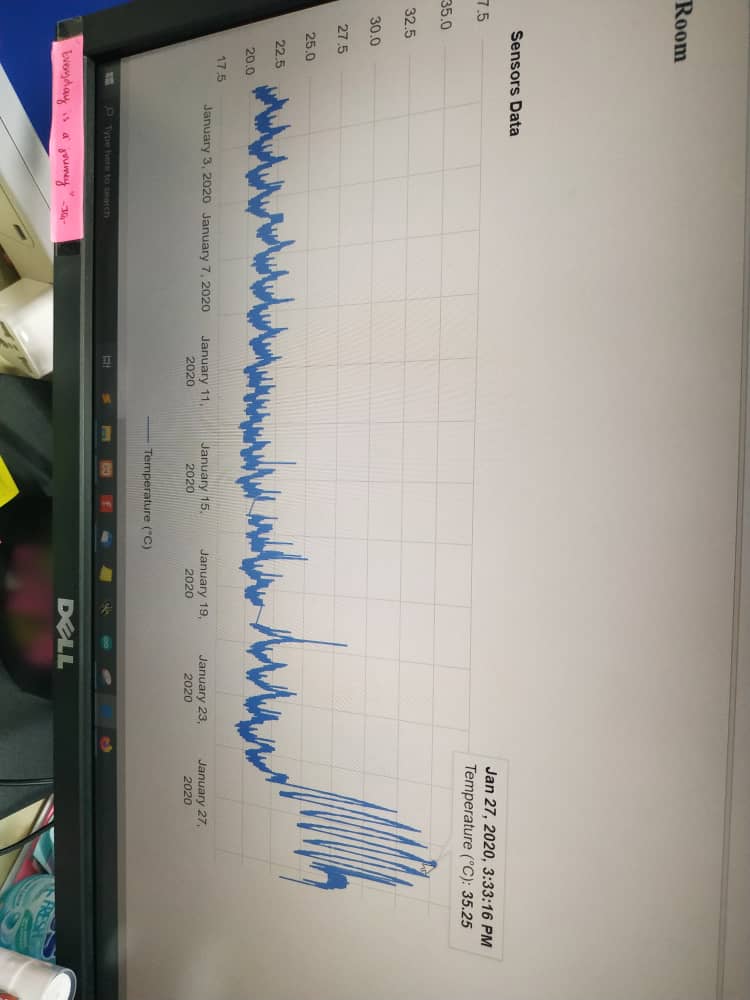 Room
Sensors Data
Jan 27, 2020, 3:33:16 PM
Temperature (°C): 35.25
7.5
35.0
32.5
30.0
27.5
25.0
22.5
20.0
17.5
January 3, 2020
January 7, 2020
January 11,
2020
January 15,
2020
January 19,
2020
January 23,
2020
January 27,
2020
Temperature (°C)
Type here to search
Everyday is a journey"
DELL
FRESH